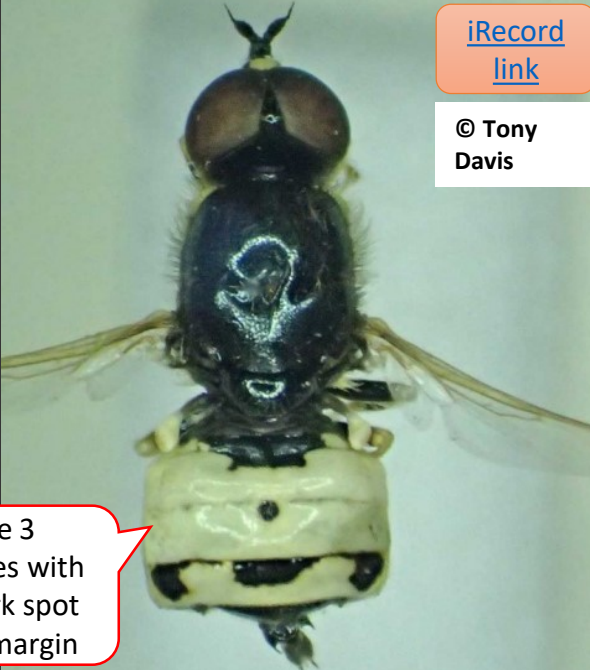 iRecord
link
© Tony
Davis
e 3
es with
k spot
margin